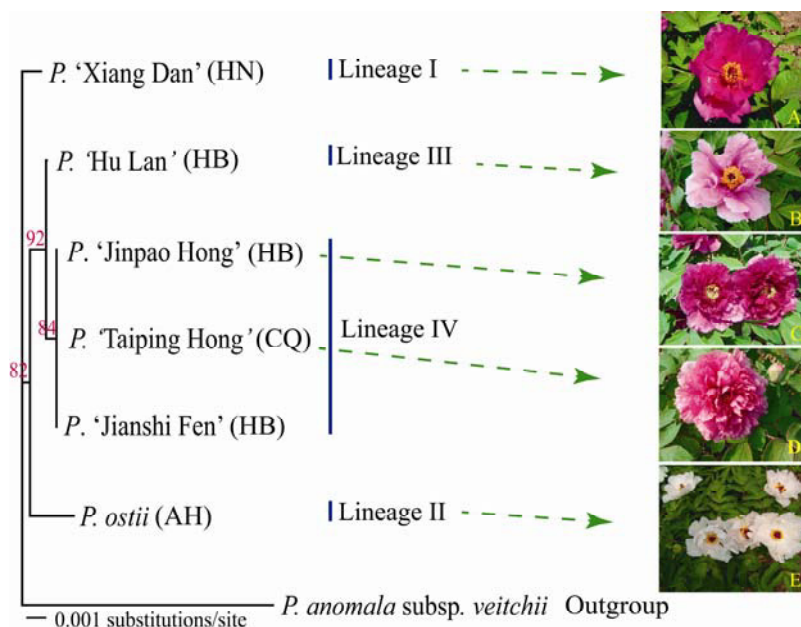 P. ‘Xiang Dan’ (HN)
Lineage I
A
P. ‘Hu Lan’ (HB)
Lineage III
B
92
P. ‘Jinpao Hong’ (HB)
C
84
P. ‘Taiping Hong’ (CQ)
Lineage IV
82
D
P. ‘Jianshi Fen’ (HB)
P. ostii (AH)
Lineage II
E
P. anomala subsp. veitchii Outgroup
0.001 substitutions/site